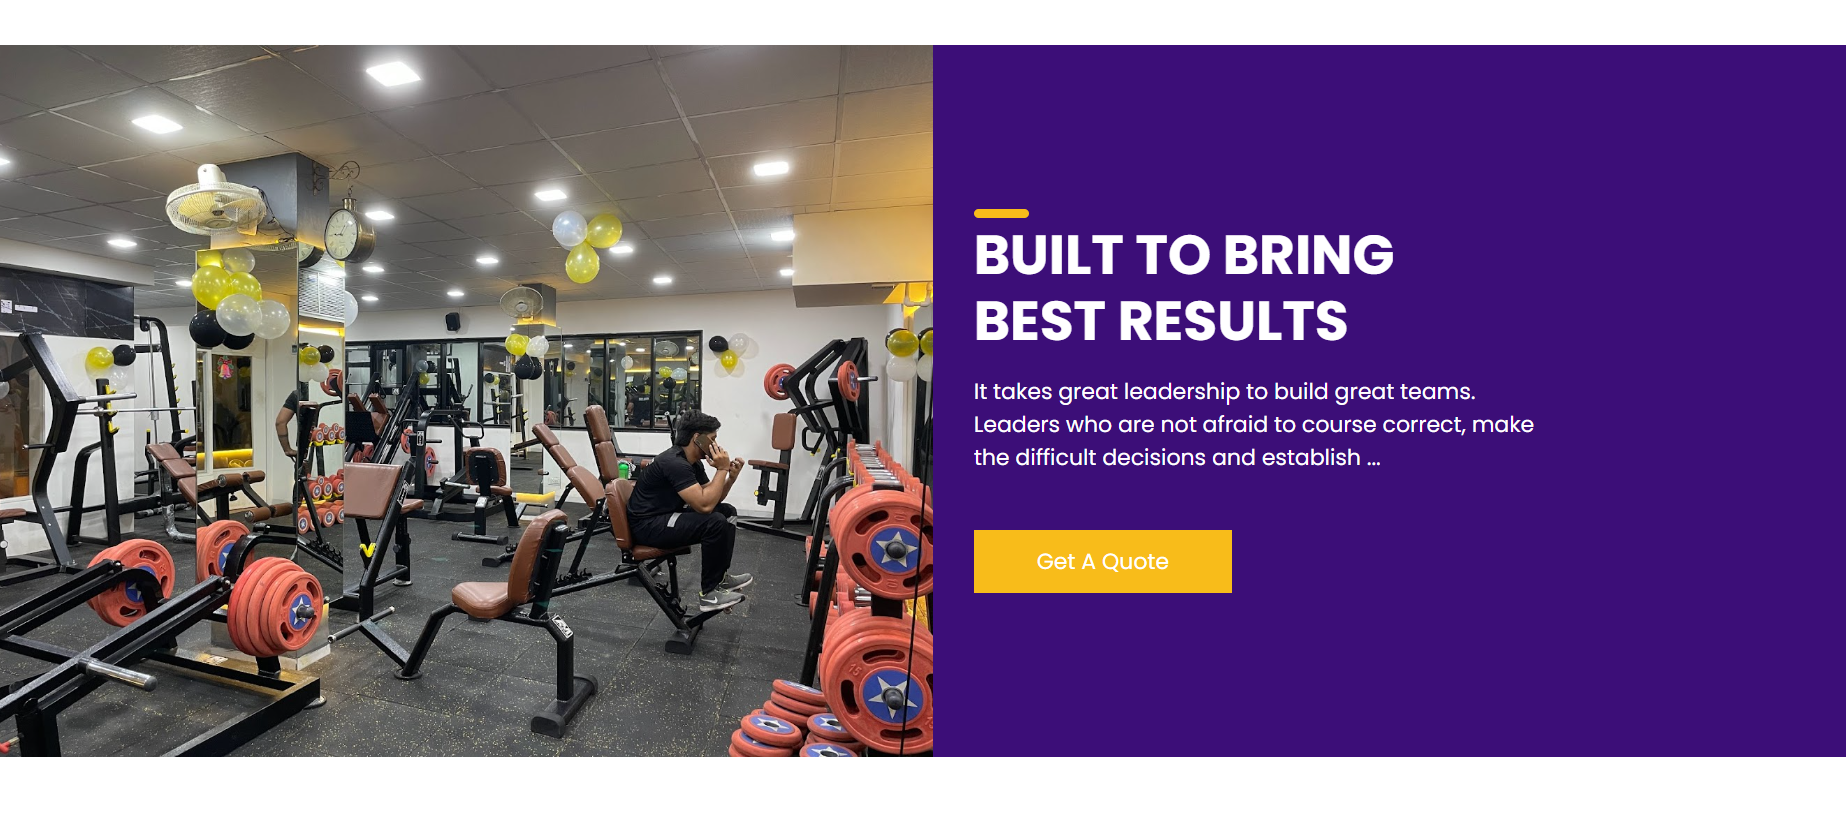 BUILT TO BRING
BEST RESULTS
It takes great leadership to build great teams.
Leaders who are not afraid to course correct, make
the difficult decisions and establish ...
Get A Quote